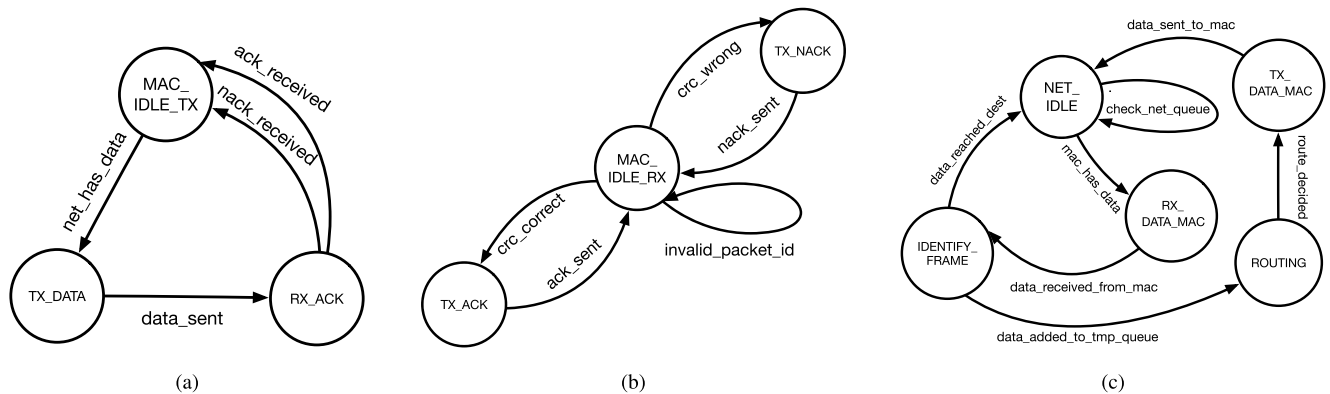 MAC_
IDLE_TX
ack_received
nack_received
net_has_data
TX_DATA
data_sent
RX_ACK
(a)
TX_NACK
crc_wrong
nack_sent
MAC_
IDLE_RX
crc_correct
ack_sent
invalid_packet_id
TX_ACK
(b)
data_sent_to_mac
NET_
IDLE
TX_
DATA_MAC
check_net_queue
data_reached_dest
mac_has_data
route_decided
RX_
DATA_MAC
IDENTIFY_
FRAME
ROUTING
data_received_from_mac
data_added_to_tmp_queue
(c)